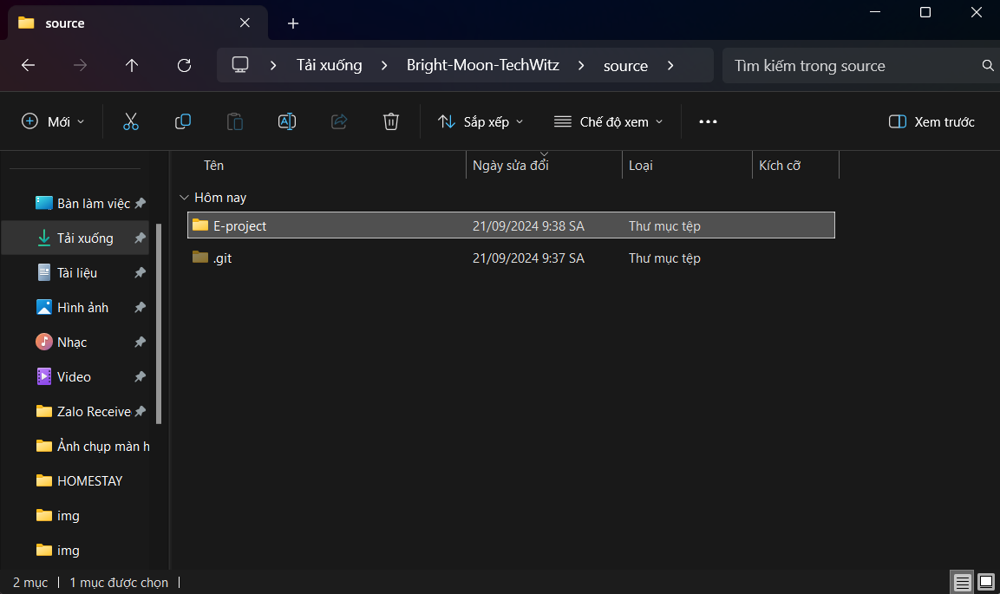 source
Tải xuống
Bright-Moon-TechWitz
source
Tìm kiếm trong source
Mới
Sắp xếp
Chế độ xem
Xem trước
Tên
Ngày sửa đổi
Loại
Kích cỡ
Hôm nay
E-project 21/09/2024 9:38 SA Thư mục tệp
.git 21/09/2024 9:37 SA Thư mục tệp
Bàn làm việc
Tải xuống
Tài liệu
Hình ảnh
Nhạc
Video
Zalo Receive
Ảnh chụp màn h
HOMESTAY
img
img
2 mục
1 mục được chọn